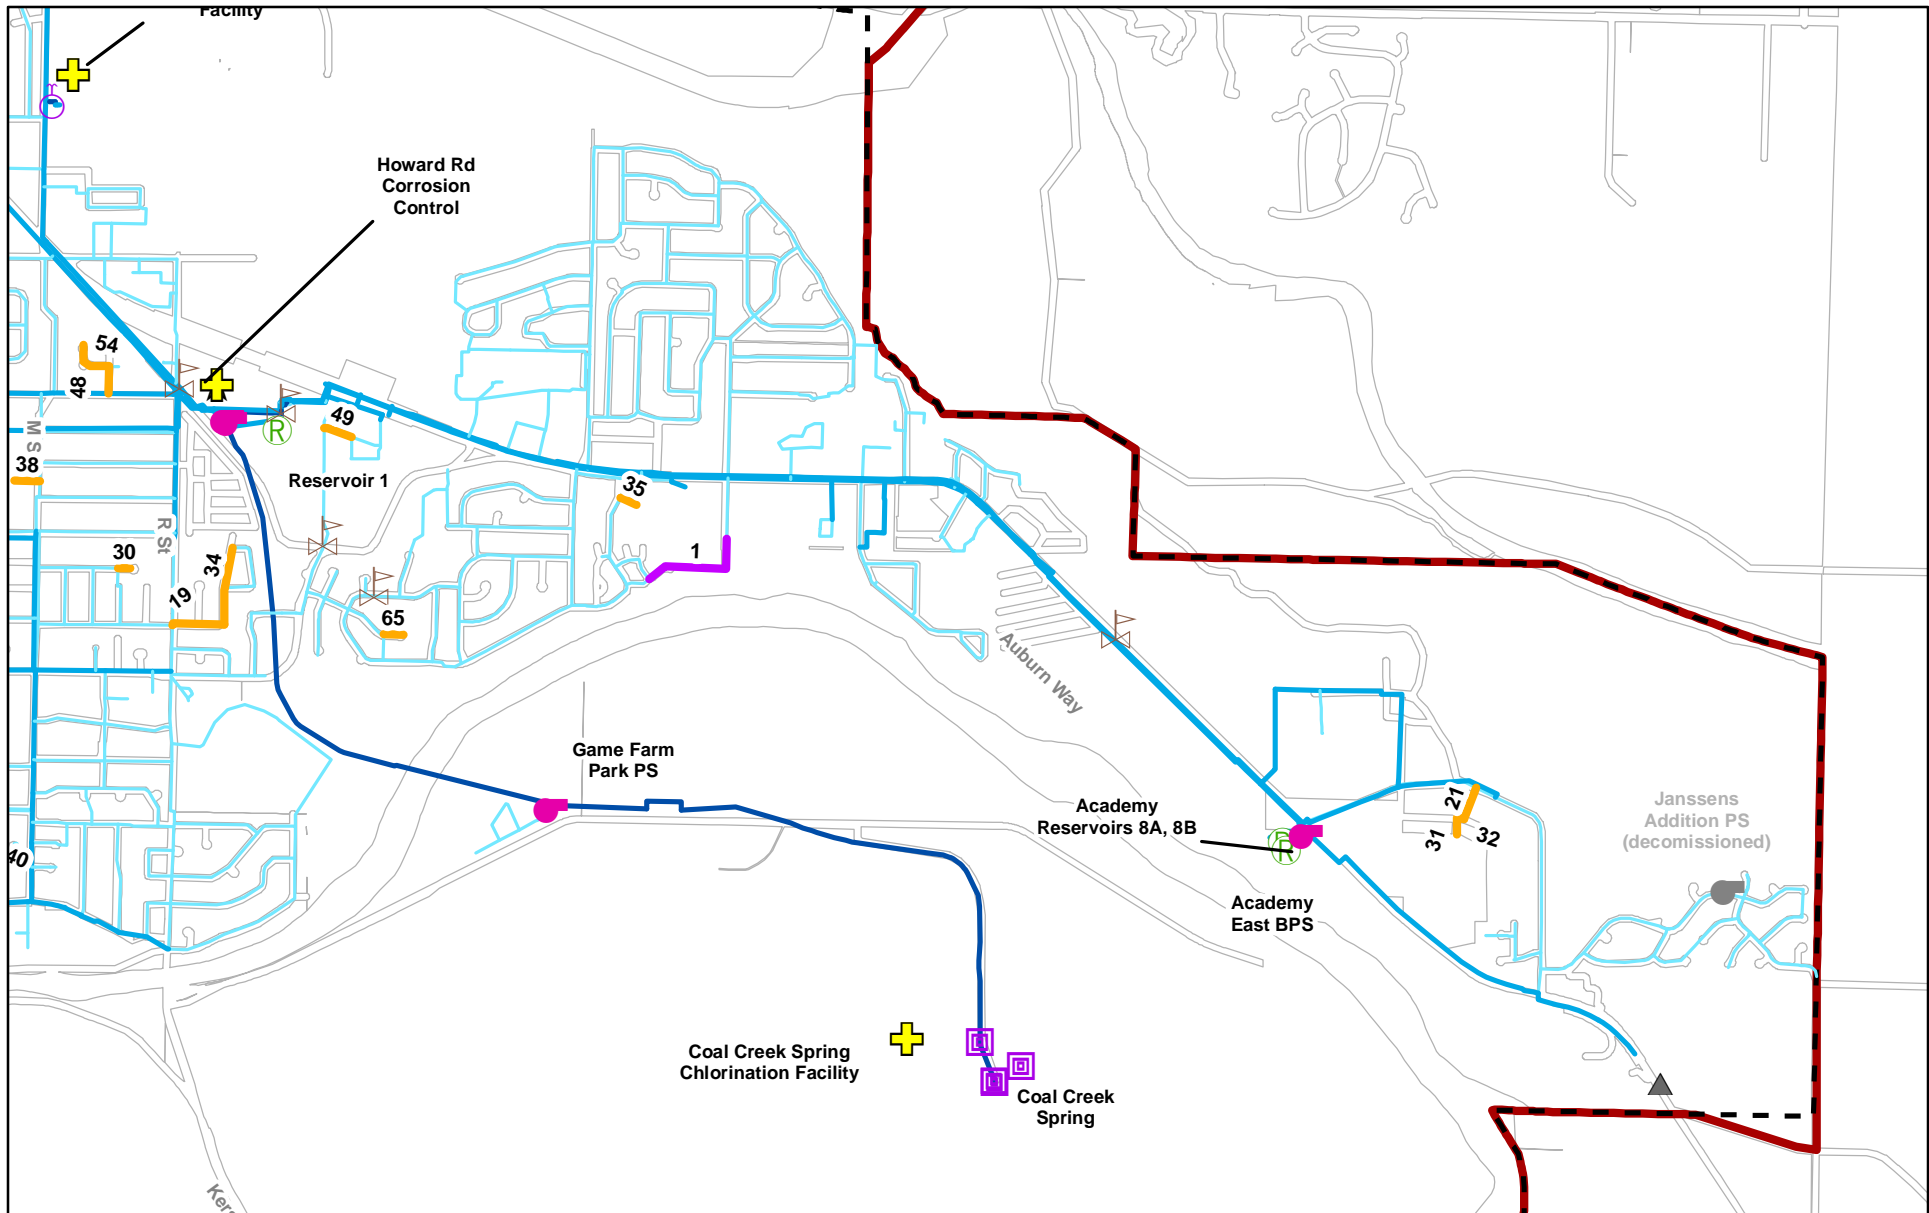 Facility
Howard Rd
Corrosion
Control
54
48
49
M S
38
Reservoir 1
35
R St
30
34
1
19
65
Auburn Way
Game Farm
Park PS
Academy
Reservoirs 8A, 8B
21
31
32
Janssens
Addition PS
(decomissioned)
40
Academy
East BPS
Coal Creek Spring
Chlorination Facility
Coal Creek
Spring
R
R